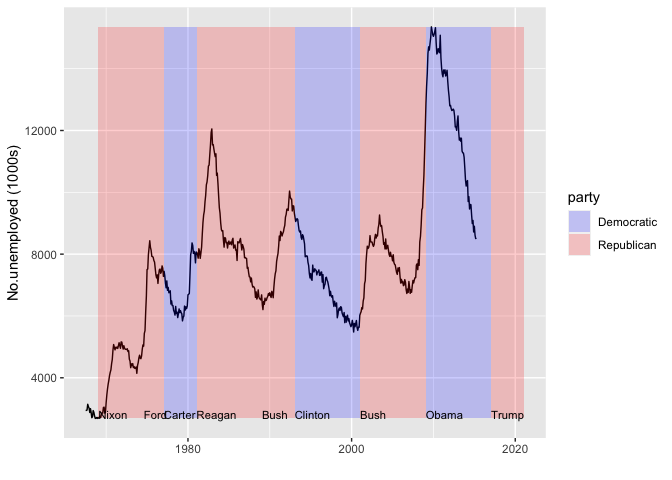 12000
8000
4000
No.unemployed (1000s)
Nixon Ford Carter Reagan Bush Clinton Bush Obama Trump
1980 2000 2020
party
Democratic
Republican